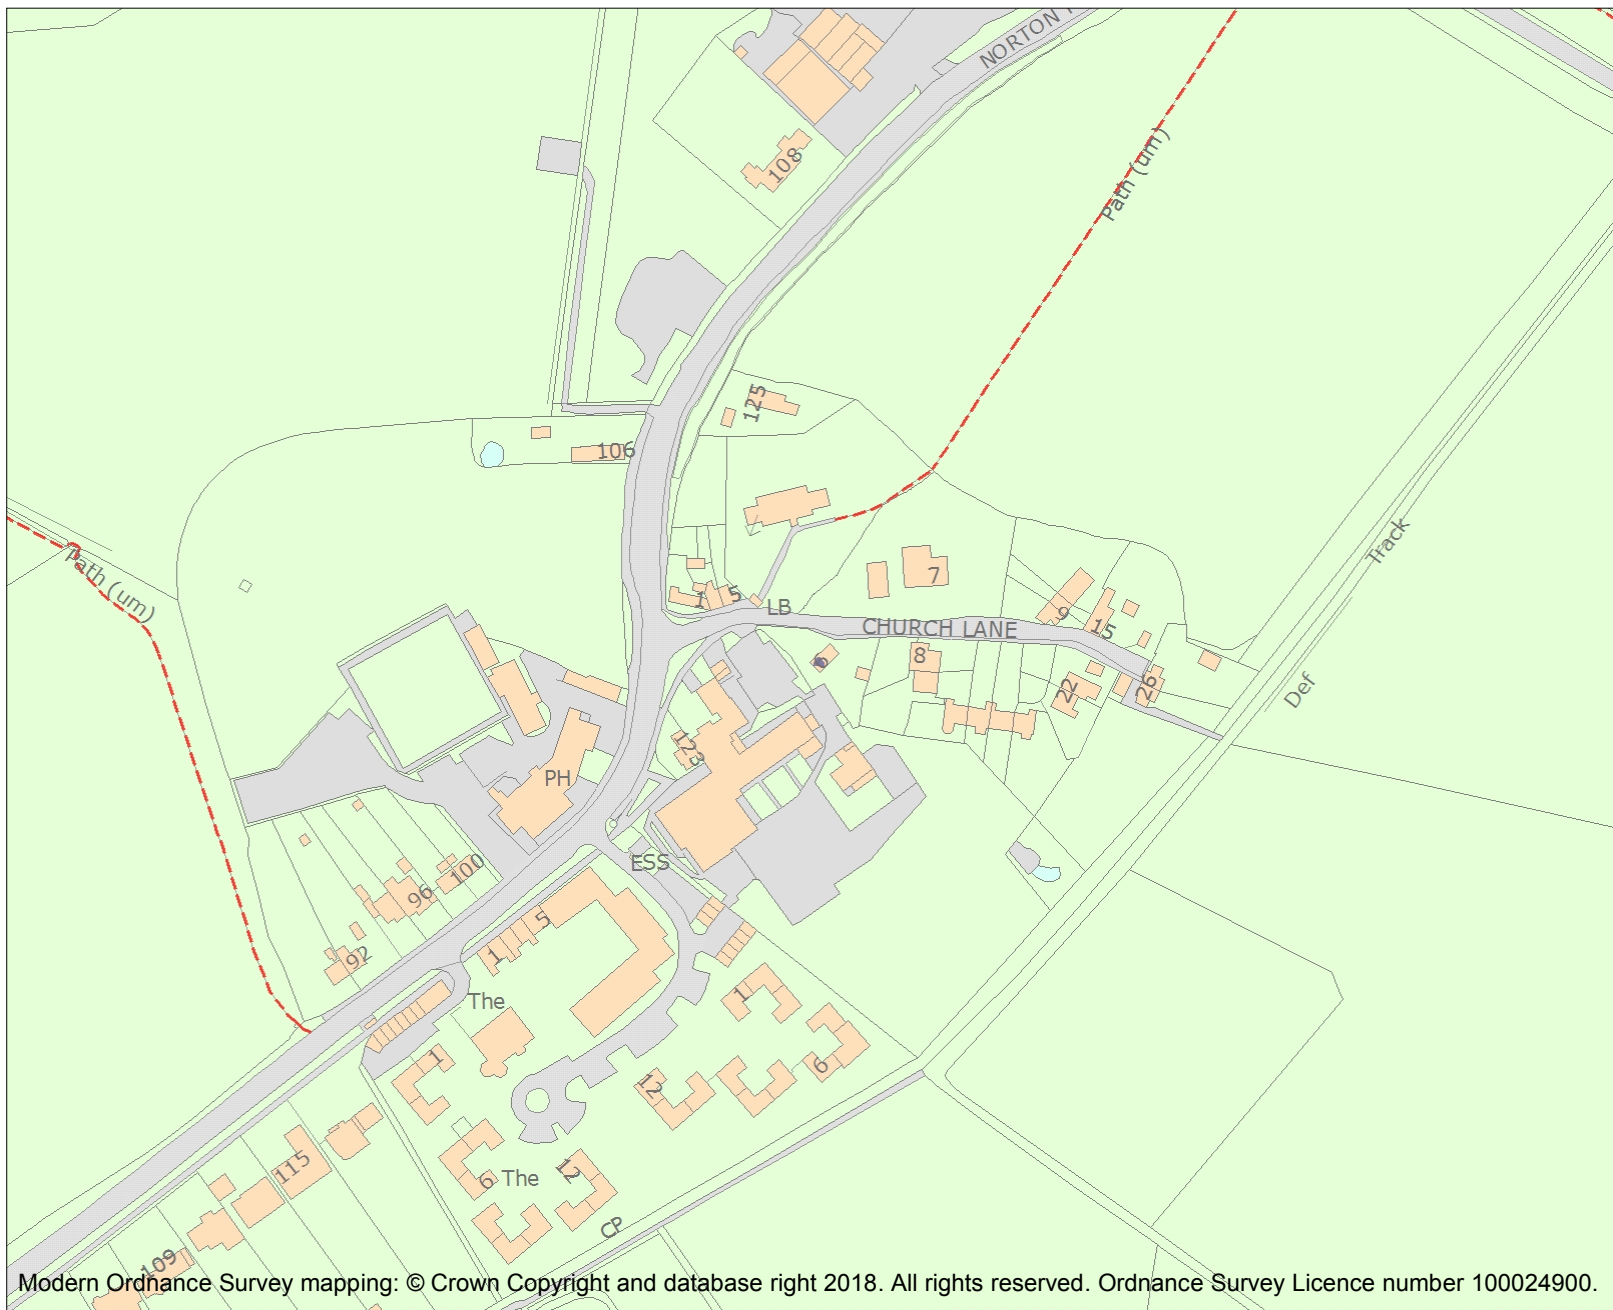 NORTON
108
Path (um)
125
106
Track
Path (um)
7
1
5
LB
9
15
CHURCH LANE
8
22
26
Def
123
PH
ESS
100
96
92
5
1
The
1
1
6
12
115
6
The
12
CP
109
Modern Ordnance Survey mapping: © Crown Copyright and database right 2018. All rights reserved. Ordnance Survey Licence number 100024900.